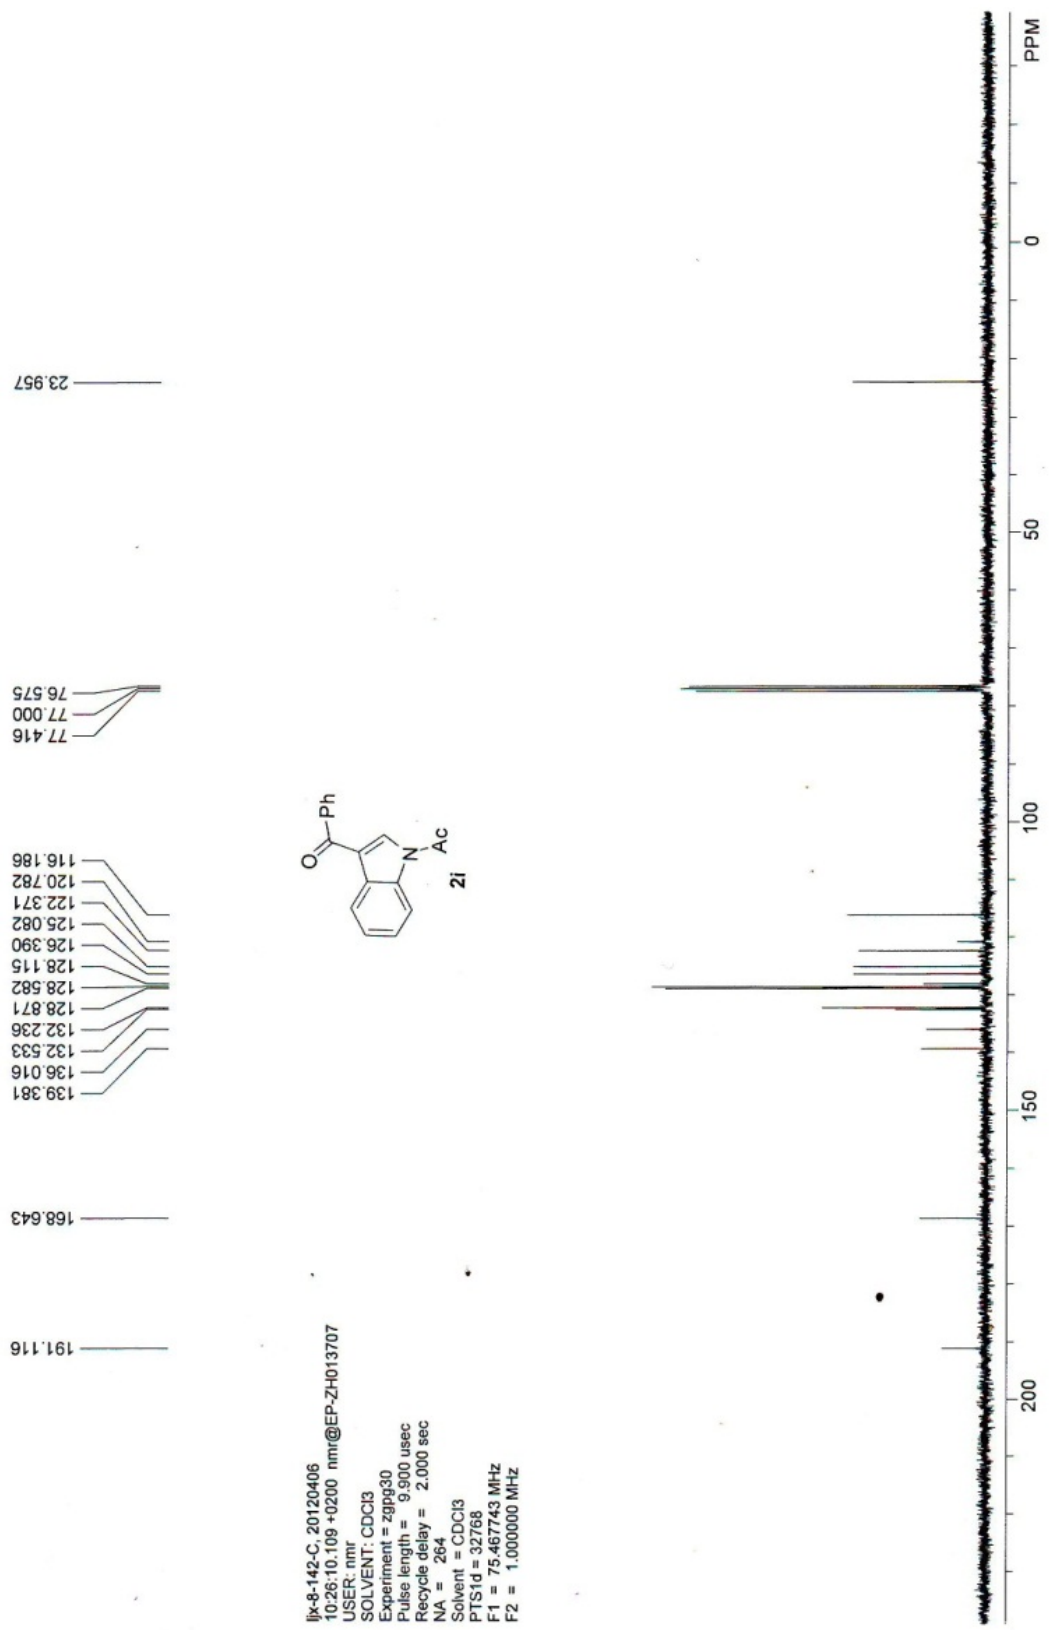 191.116
168.643
139.381
136.016
132.533
132.236
128.871
128.582
128.115
126.390
125.082
122.371
120.782
116.186
77.416
77.000
76.575
23.957
O
Ph
N
Ac
2i
ljx-8-142-C, 20120406
10:26:10.109 +0200 nmr@EP-ZH013707
USER: nmr
SOLVENT: CDCl3
Experiment = zgpg30
Pulse length = 9.900 usec
Recycle delay = 2.000 sec
NA = 264
Solvent = CDCl3
PTS1d = 32768
F1 = 75.467743 MHz
F2 = 1.000000 MHz
200 150 100 50 0 PPM